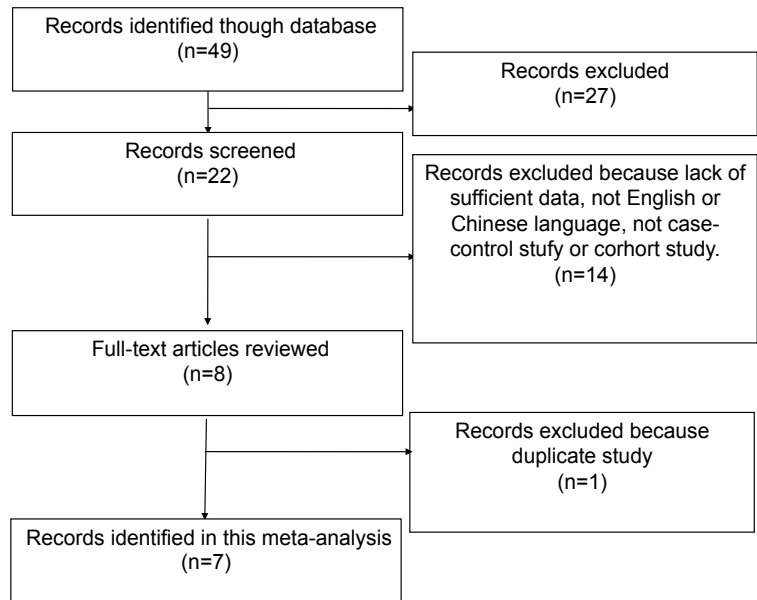 Records identified though database
(n=49)
Records excluded
(n=27)
Records screened
(n=22)
Records excluded because lack of
sufficient data, not English or
Chinese language, not case-
control stufy or corhort study.
(n=14)
Full-text articles reviewed
(n=8)
Records excluded because
duplicate study
(n=1)
Records identified in this meta-analysis
(n=7)